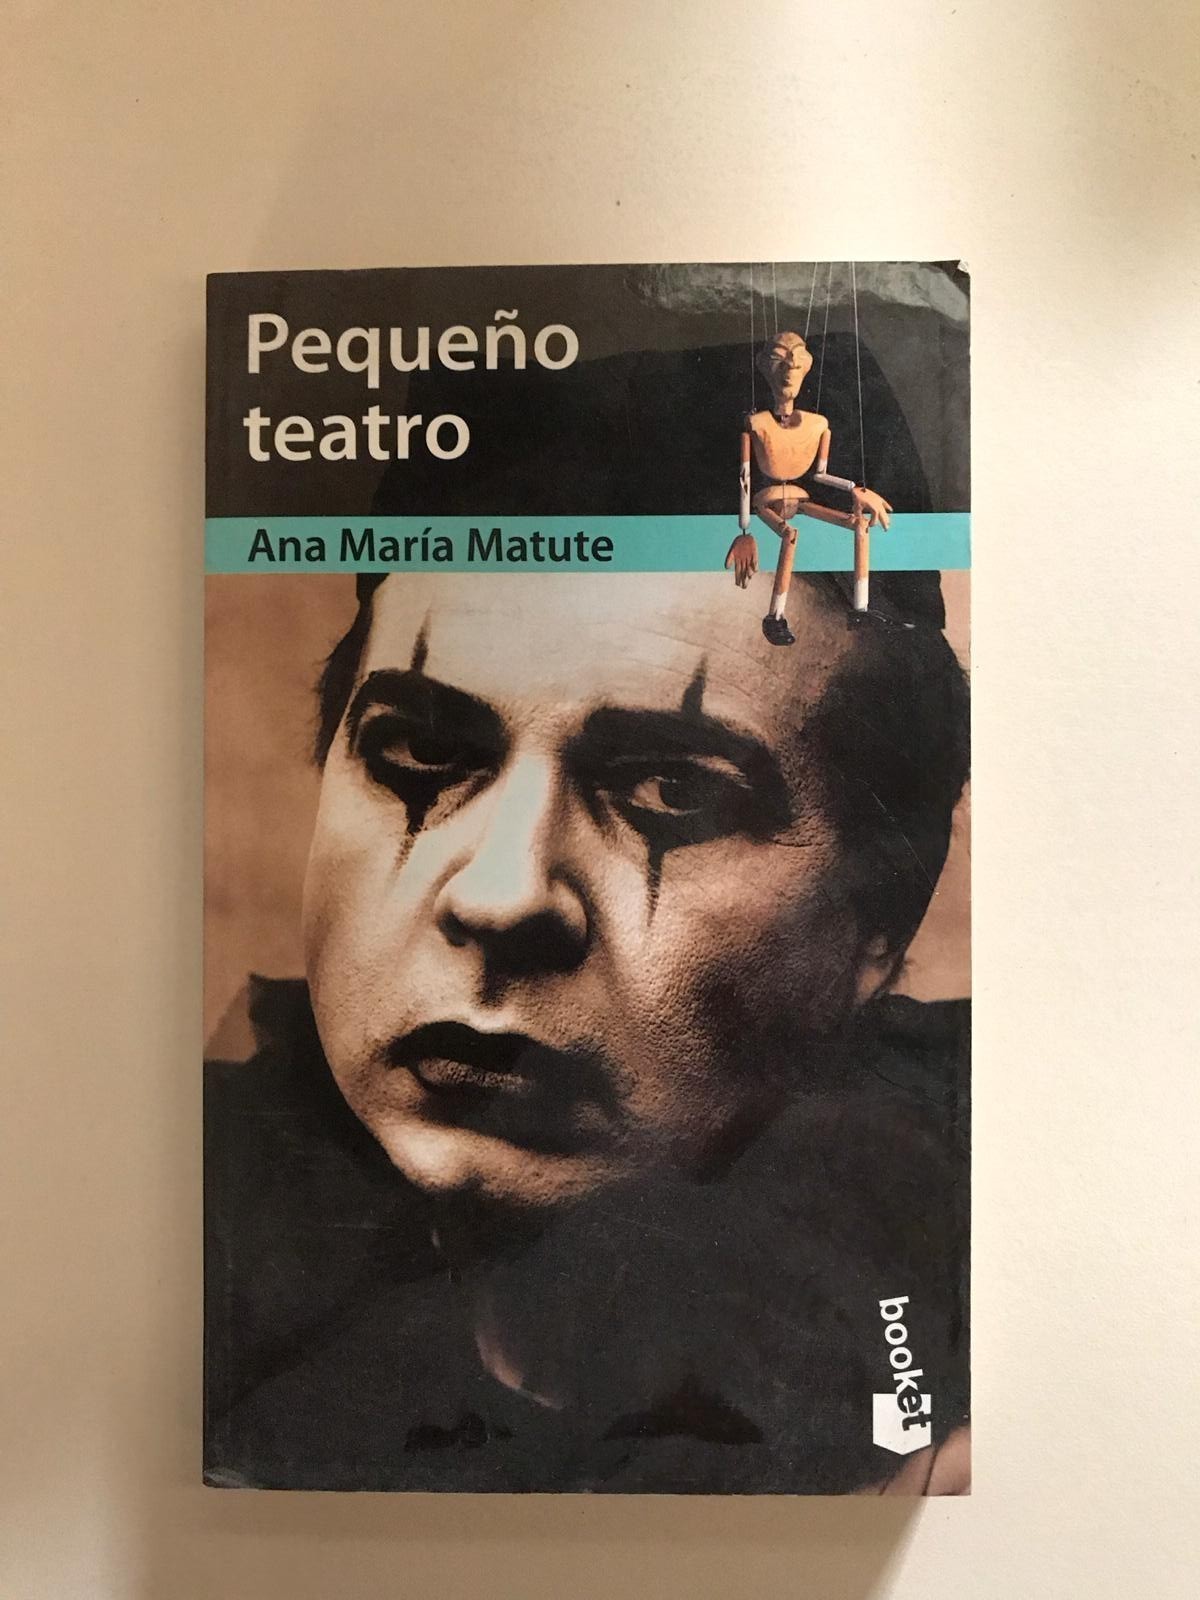 Pequeño
teatro
Ana María Matute
booket